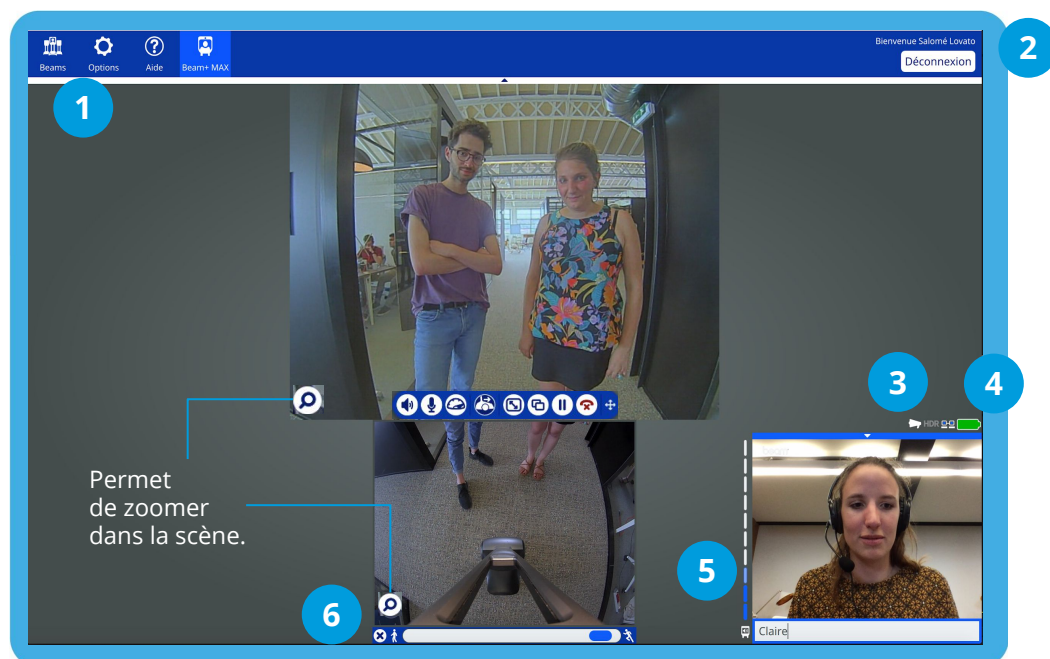 Bienvenue Salomé Lovato
Déconnexion
Beams
Options
Aide
Beam+ MAX
1
2
3
4
HDR
Permet
de zoomer
dans la scène.
5
6
Claire